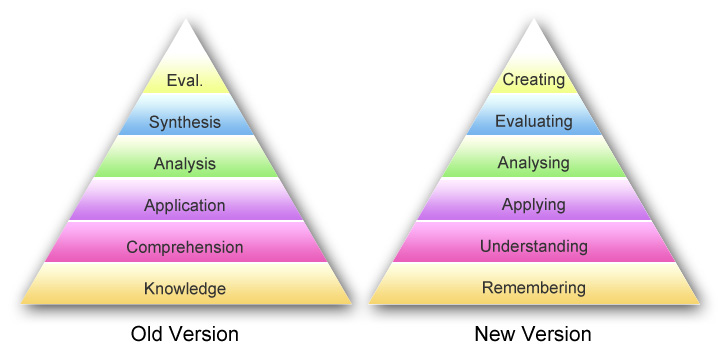 Eval.
Synthesis
Analysis
Application
Comprehension
Knowledge
Old Version
Creating
Evaluating
Analysing
Applying
Understanding
Remembering
New Version